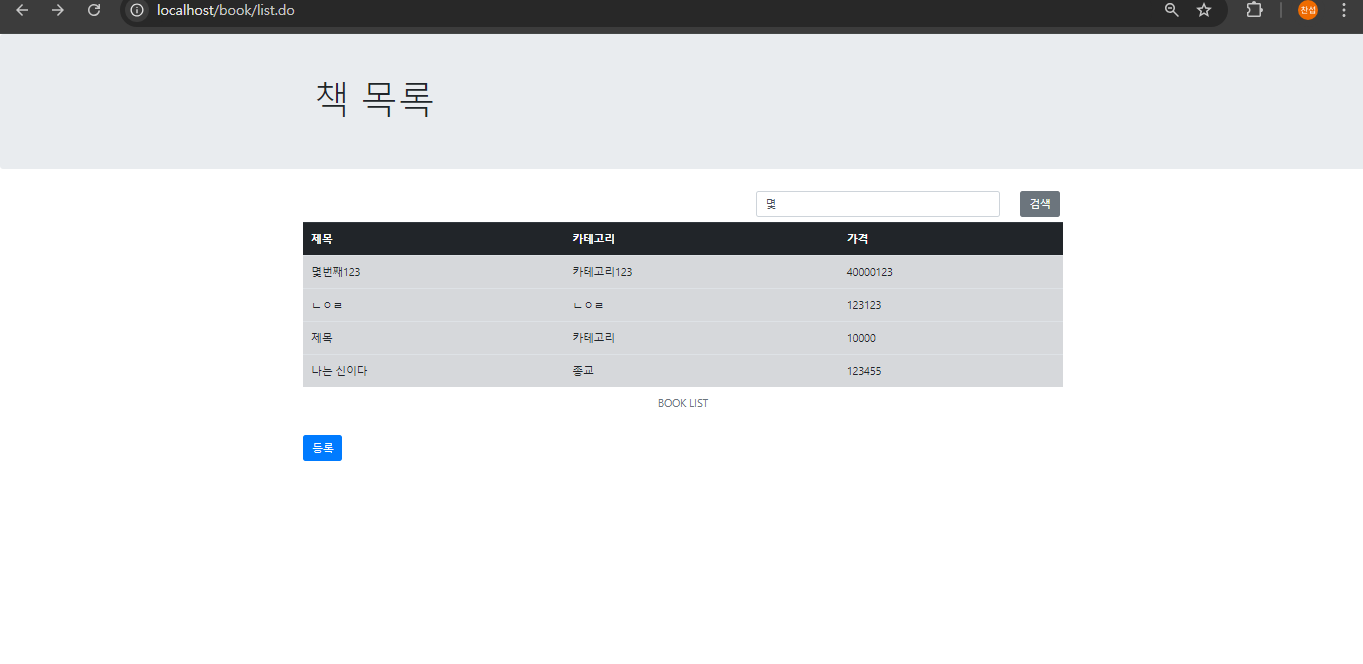 localhost/book/list.do
찬섭
책 목록
몇 검색
제목 카테고리 가격
몇번째123 카테고리123 40000123
ㄴㅇㄹ ㄴㅇㄹ 123123
제목 카테고리 10000
나는 신이다 종교 123455
BOOK LIST
등록